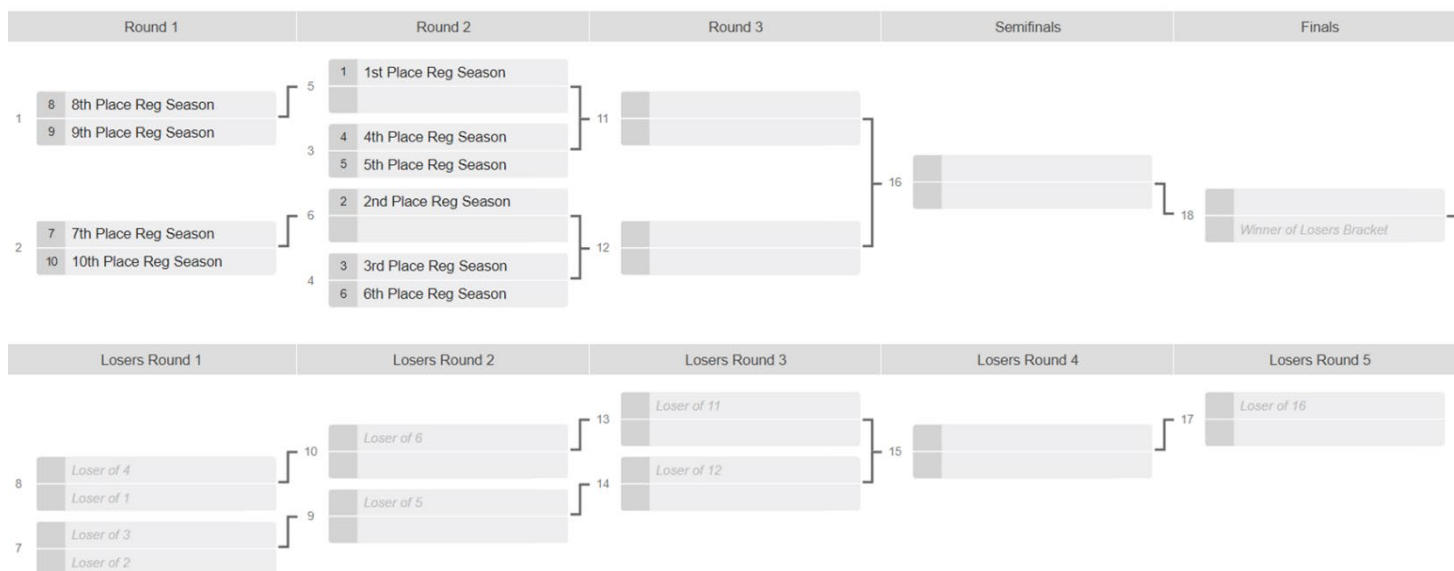 Round 1 Round 2 Round 3 Semifinals Finals
5 1 1st Place Reg Season
1 8 8th Place Reg Season
9 9th Place Reg Season
11
3 4 4th Place Reg Season
5 5th Place Reg Season
16
6 2 2nd Place Reg Season
18 Winner of Losers Bracket
2 7 7th Place Reg Season
10 10th Place Reg Season
12
4 3 3rd Place Reg Season
6 6th Place Reg Season
Losers Round 1 Losers Round 2 Losers Round 3 Losers Round 4 Losers Round 5
13 Loser of 11
17 Loser of 16
10 Loser of 6
15
8 Loser of 4
Loser of 1
14 Loser of 12
9 Loser of 5
7 Loser of 3
Loser of 2